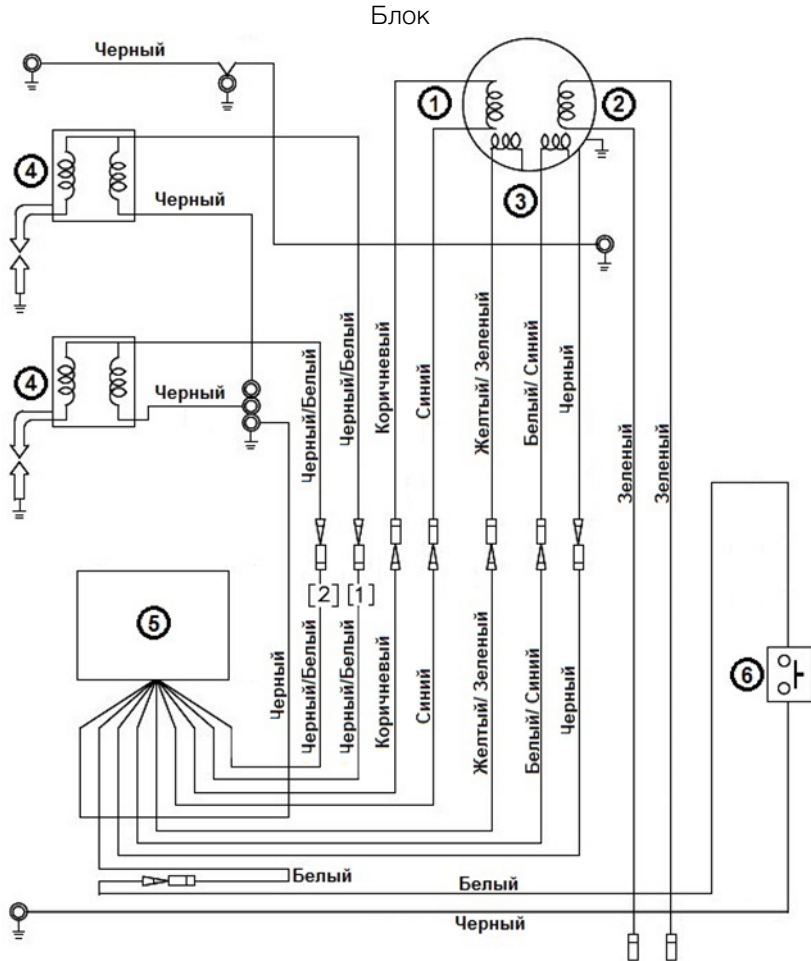 Блок
Черный
1
2
4
3
Черный
4
Черный
Черный/Белый
Черный/Белый
Коричневый
Синий
Желтый/ Зеленый
Белый/ Синий
Черный
Зеленый
Зеленый
[2]
[1]
5
6
Черный
Черный/Белый
Черный/Белый
Коричневый
Синий
Желтый/ Зеленый
Белый/ Синий
Черный
Белый
Белый
Черный